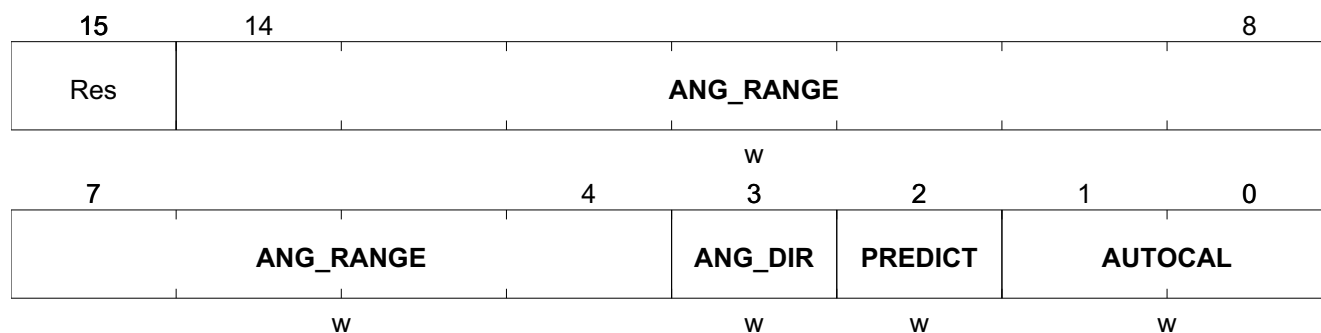 15 14 8
Res ANG_RANGE
w
7 4 3 2 1 0
ANG_RANGE ANG_DIR PREDICT AUTOCAL
w w w w